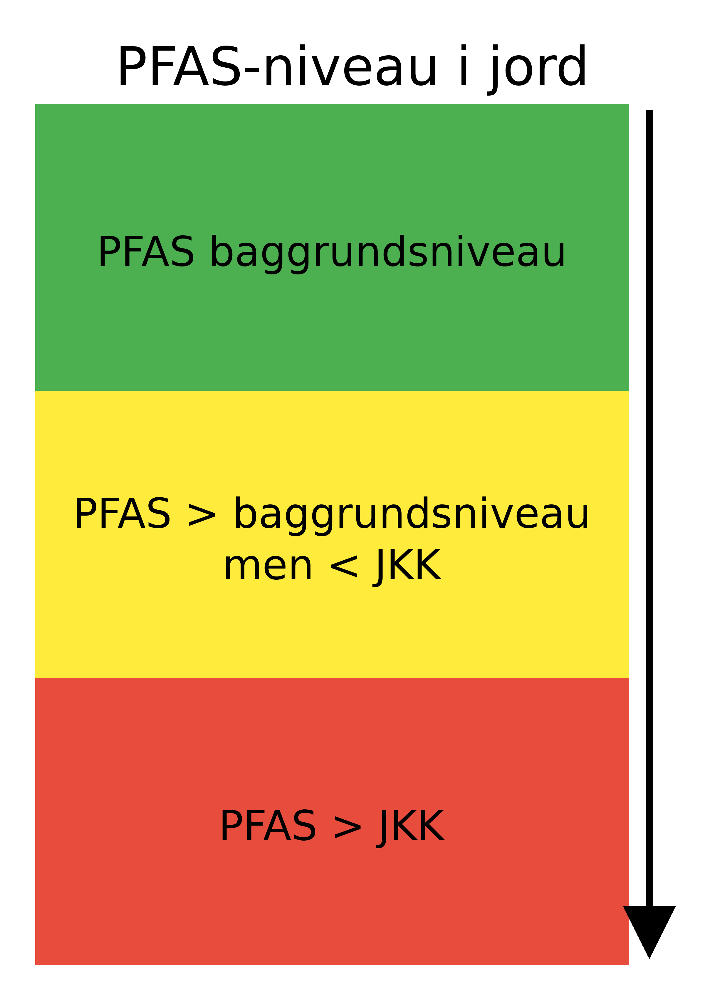 PFAS-niveau i jord
PFAS baggrundsniveau
PFAS > baggrundsniveau
men < JKK
PFAS > JKK